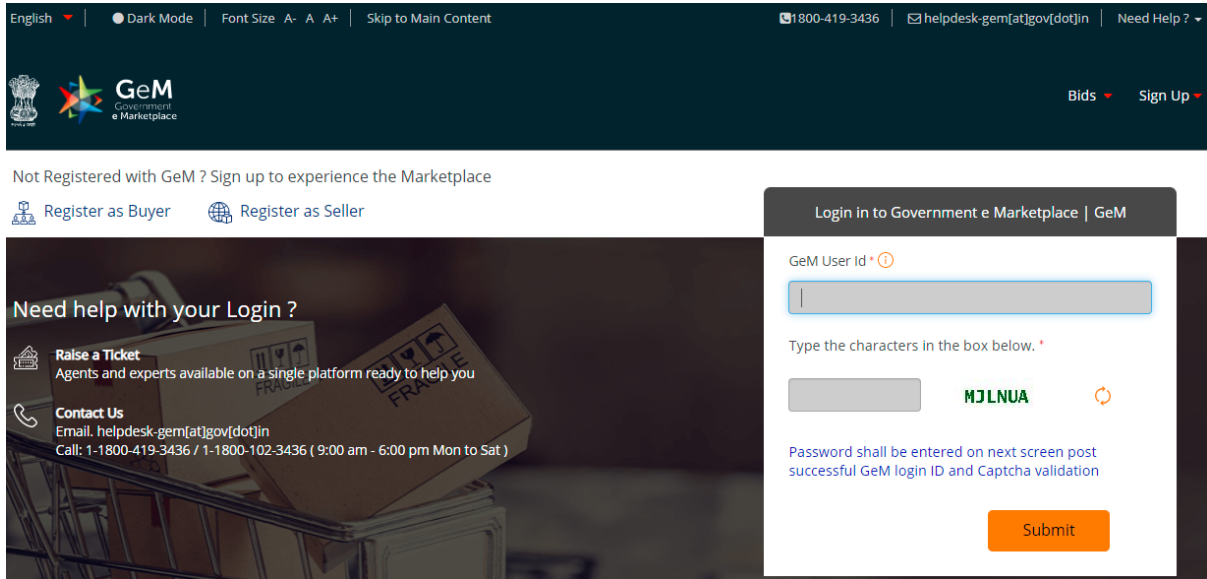 English
Dark Mode
Font Size A- A A+
Skip to Main Content
1800-419-3436
helpdesk-gem[at]gov[dot]in
Need Help ?
GeM
Government
e Marketplace
Bids
Sign Up
Not Registered with GeM ? Sign up to experience the Marketplace
Register as Buyer
Register as Seller
Need help with your Login ?
Raise a Ticket
Agents and experts available on a single platform ready to help you
Contact Us
Email. helpdesk-gem[at]gov[dot]in
Call: 1-1800-419-3436 / 1-1800-102-3436 ( 9:00 am - 6:00 pm Mon to Sat )
FRAGILE
FRAGILE
Login in to Government e Marketplace | GeM
GeM User Id *
Type the characters in the box below. *
MJLNUA
Password shall be entered on next screen post
successful GeM login ID and Captcha validation
Submit